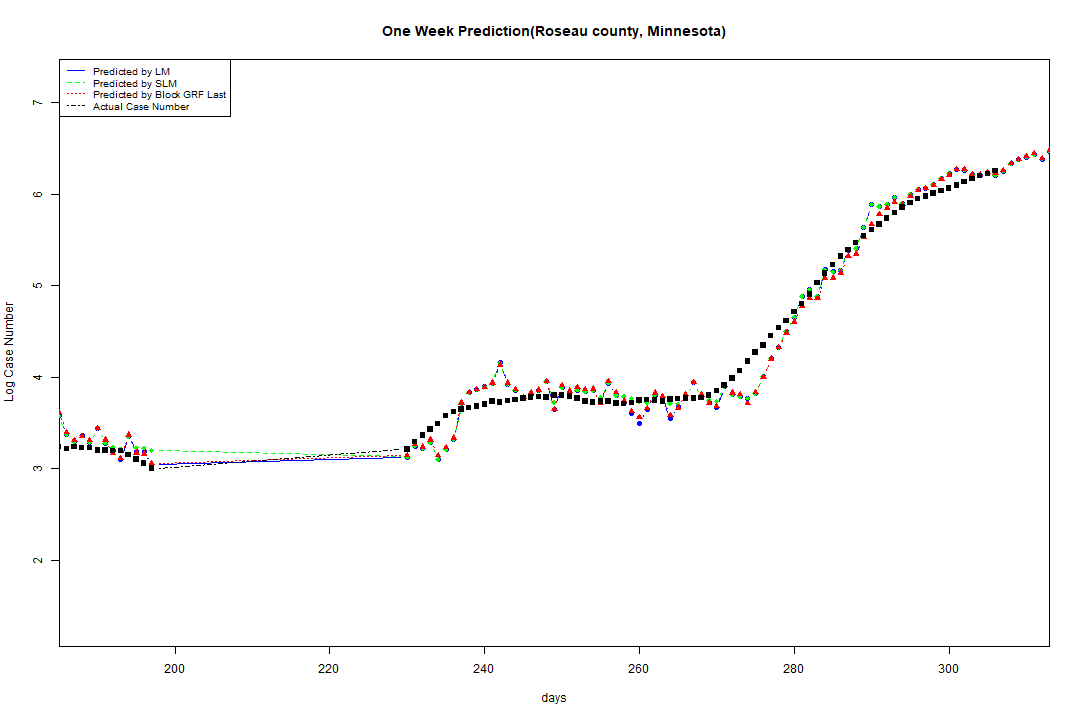 One Week Prediction(Roseau county, Minnesota)
Predicted by LM
Predicted by SLM
Predicted by Block GRF Last
Actual Case Number
7
6
5
4
3
2
Log Case Number
200 220 240 260 280 300
days